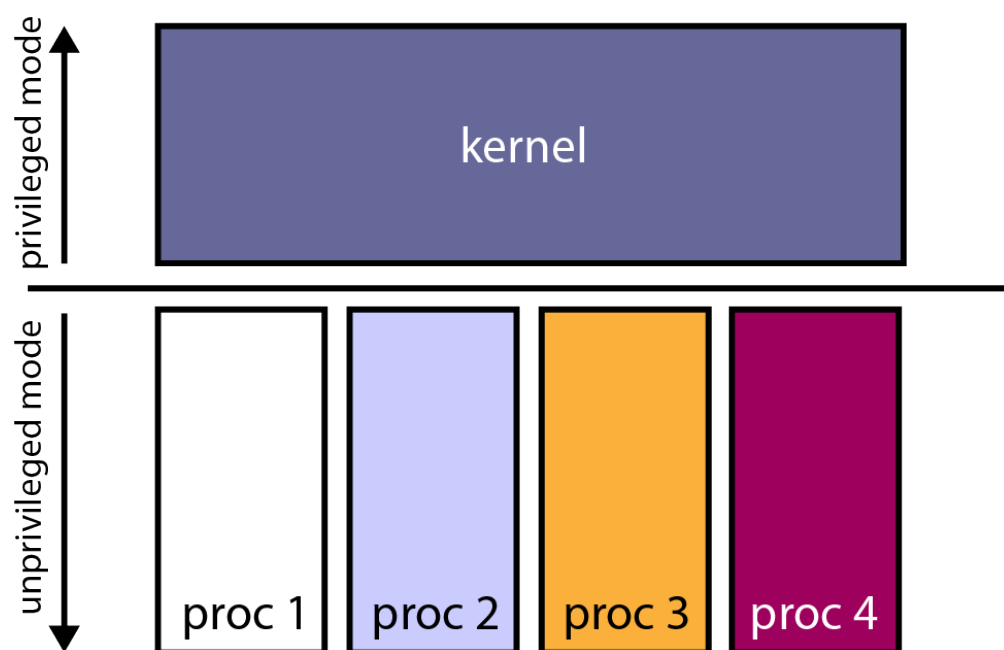 privileged mode
kernel
unprivileged mode
proc 1
proc 2
proc 3
proc 4